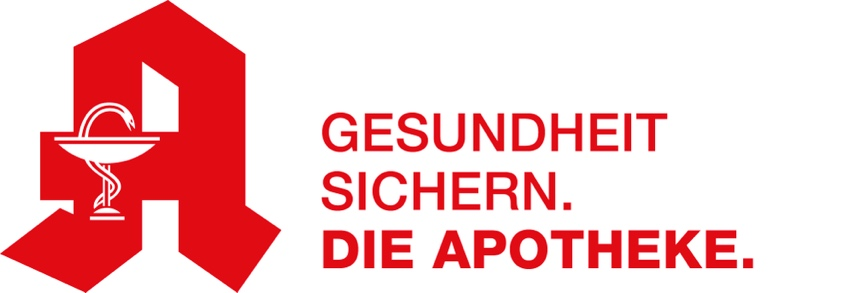 GESUNDHEIT
SICHERN.
DIE APOTHEKE.